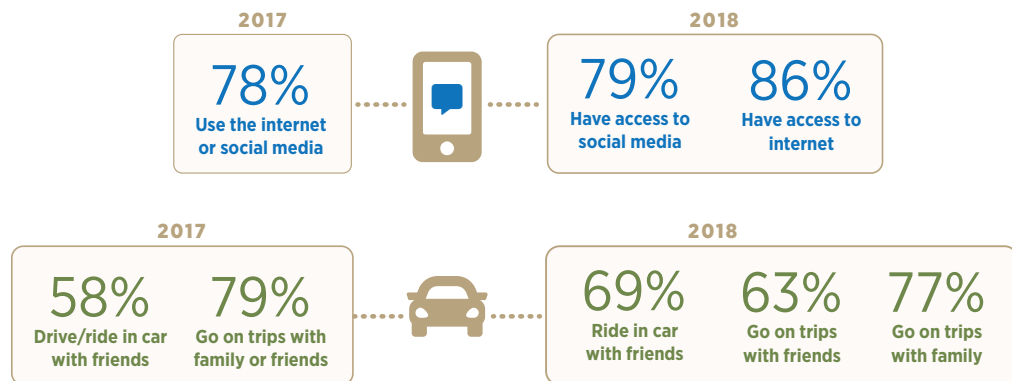 2017
78%
Use the internet
or social media
2018
79%
Have access to
social media
86%
Have access to
internet
2017
58%
Drive/ride in car
with friends
79%
Go on trips with
family or friends
2018
69%
Ride in car
with friends
63%
Go on trips
with friends
77%
Go on trips
with family